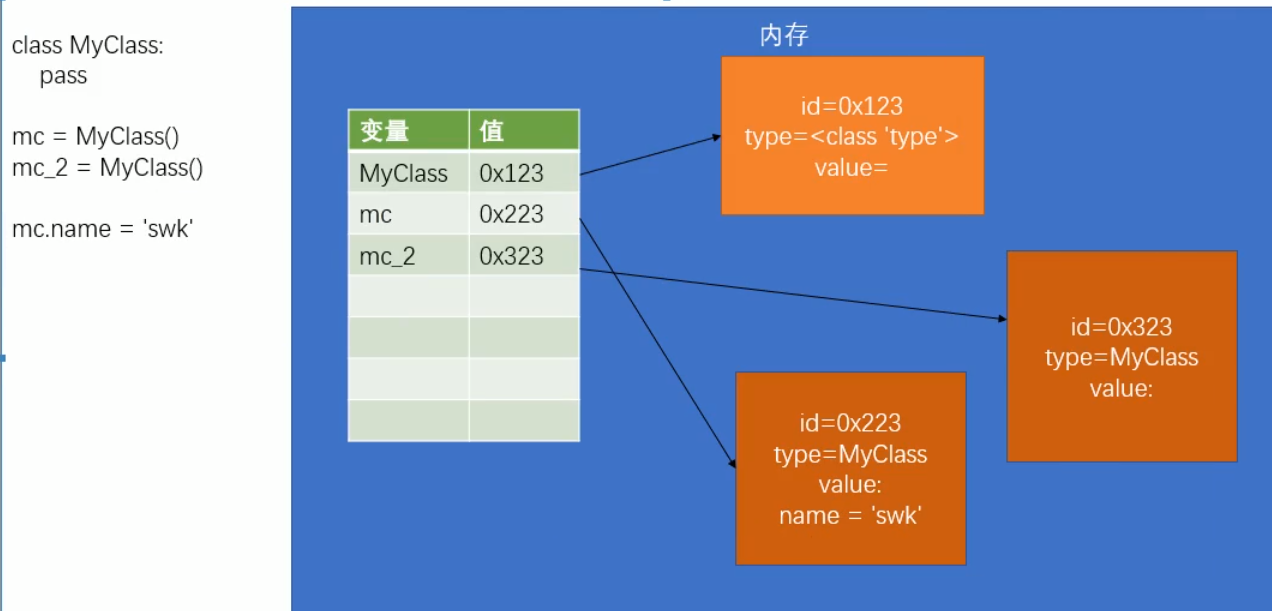 class MyClass:
pass
mc = MyClass()
mc_2 = MyClass()
mc.name = 'swk'
内存
变量 值
MyClass 0x123
mc 0x223
mc_2 0x323
id=0x123
type=<class 'type'>
value=
id=0x323
type=MyClass
value:
id=0x223
type=MyClass
value:
name = 'swk'